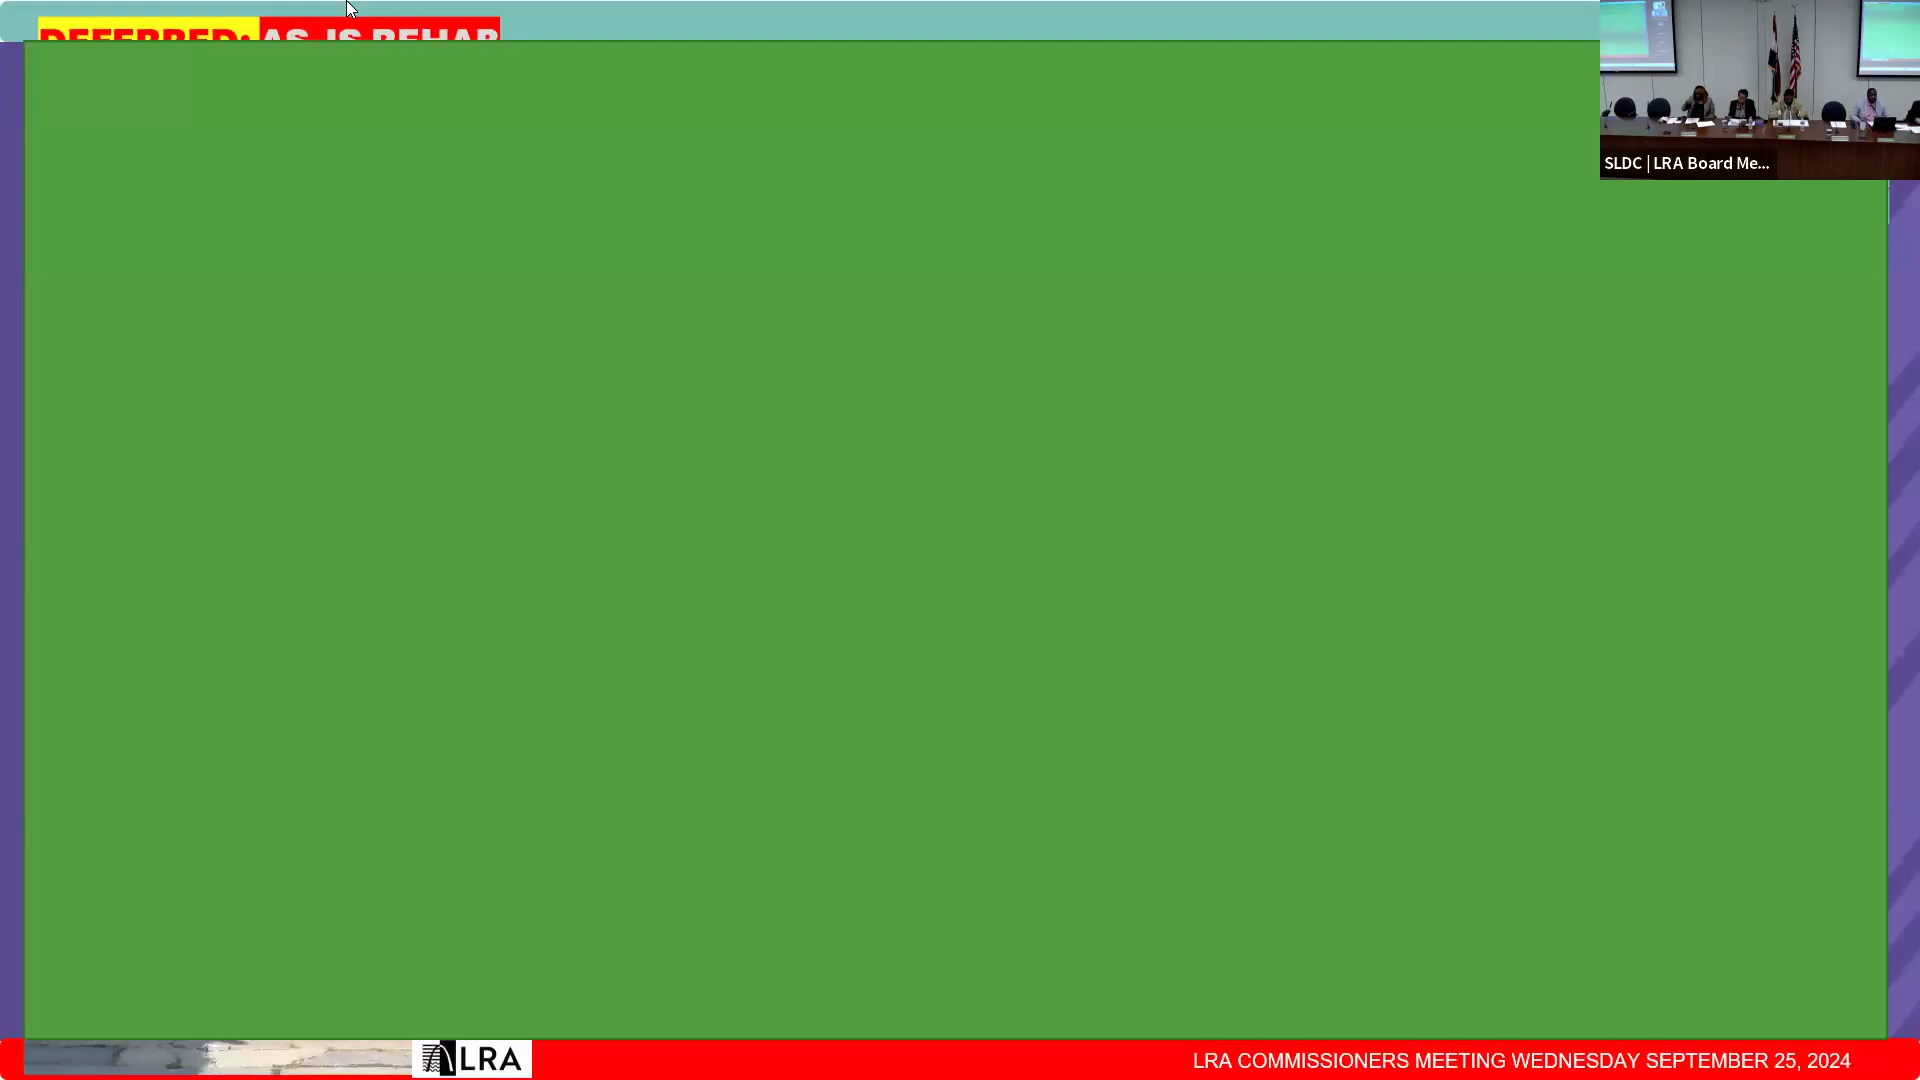 DEFERRED: AS-IS REHAB
SLDC | LRA Board Me...
LRA
LRA COMMISSIONERS MEETING WEDNESDAY SEPTEMBER 25, 2024